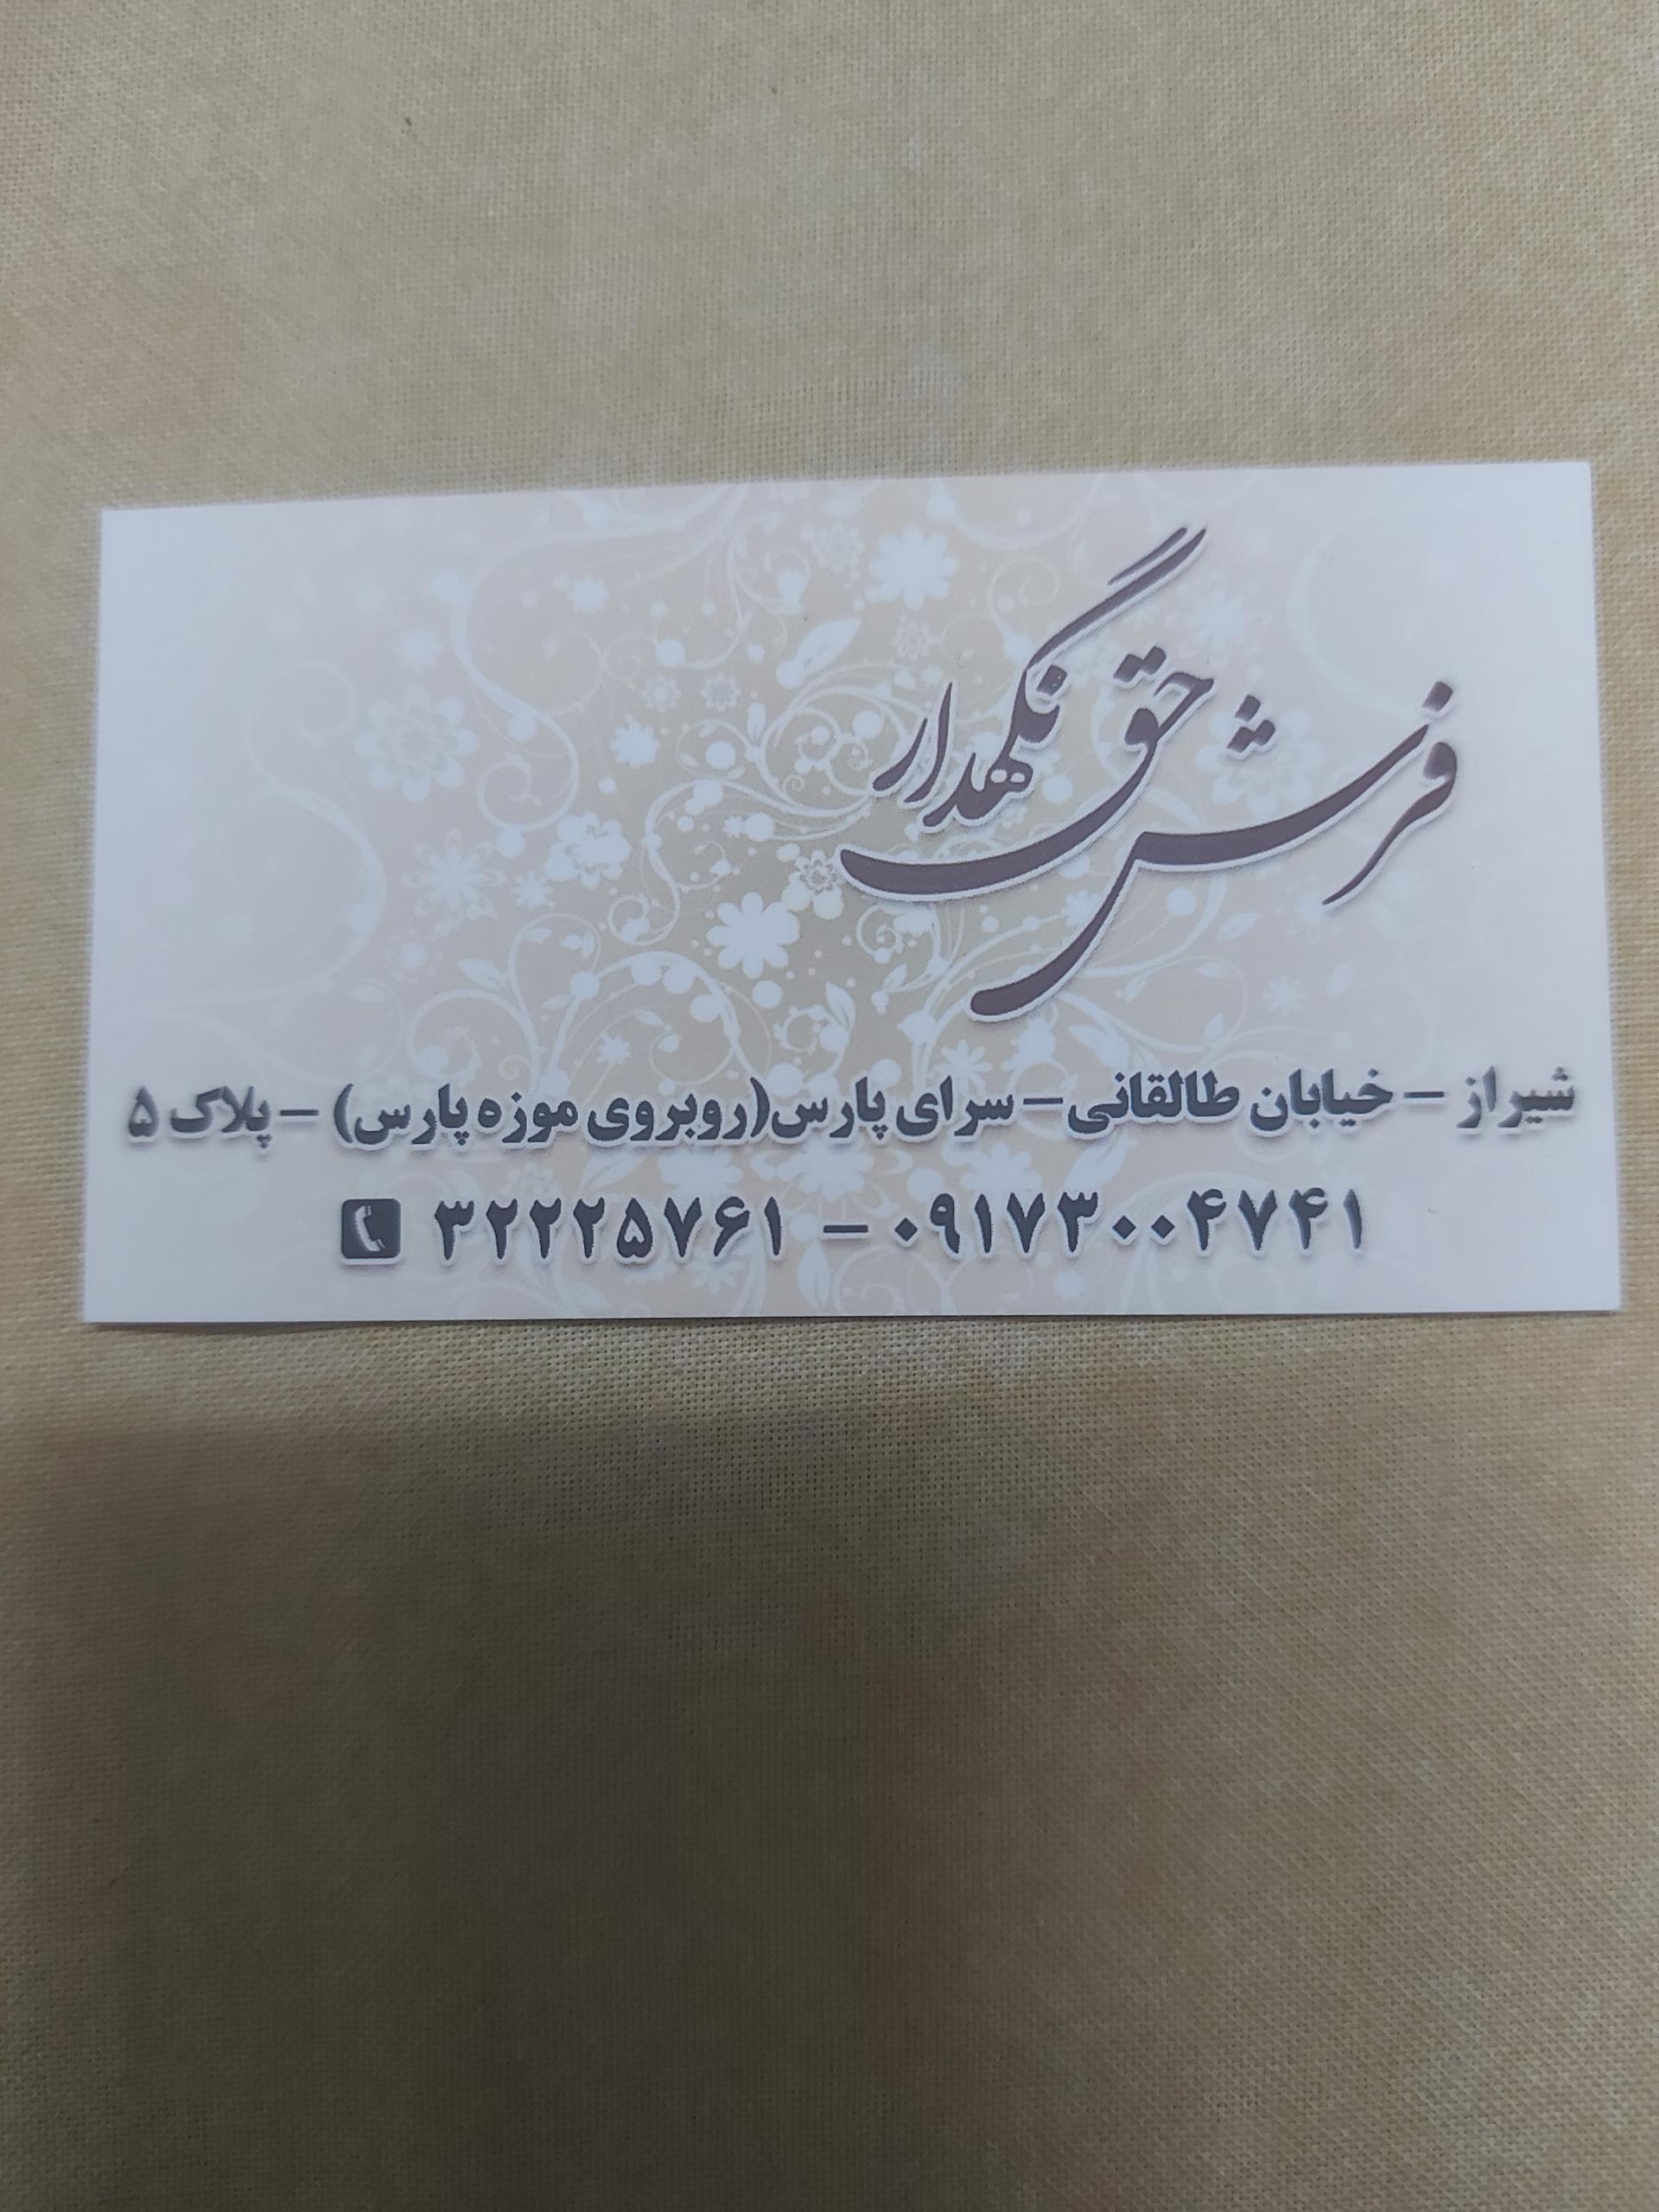 فرش حق نگهدار
شیراز – خیابان طالقانی – سرای پارس (روبروی موزه پارس) – پلاک ۵
۳۲۲۲۵۷۶۱ – ۰۹۱۷۳۰۰۴۷۴۱